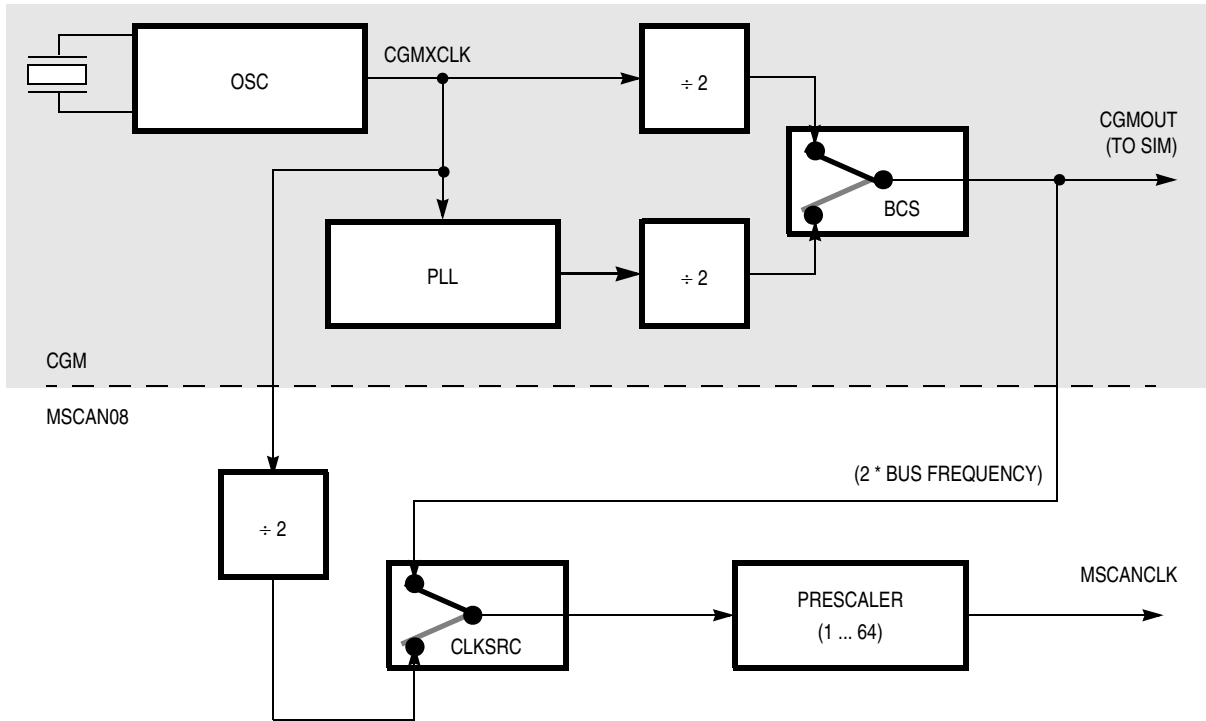 CGMXCLK
OSC
÷ 2
CGMOUT
(TO SIM)
BCS
PLL
÷ 2
CGM
MSCAN08
(2 * BUS FREQUENCY)
÷ 2
MSCANCLK
PRESCALER
(1 ... 64)
CLKSRC